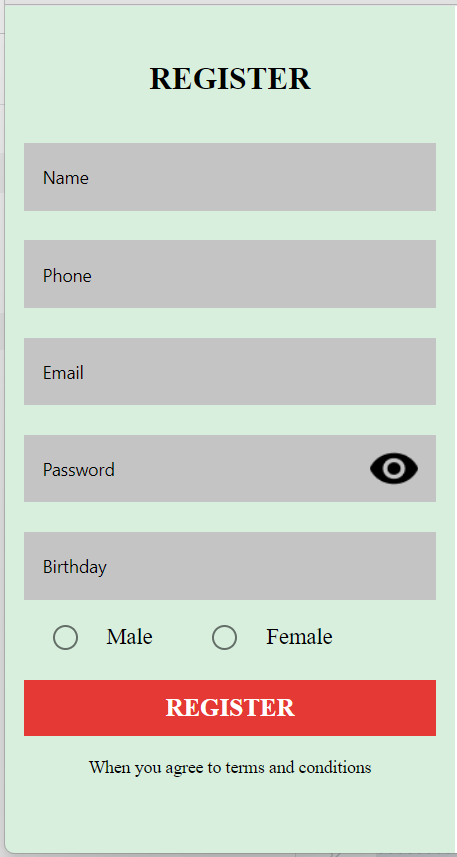 REGISTER
Name
Phone
Email
Password
Birthday
Male Female
REGISTER
When you agree to terms and conditions